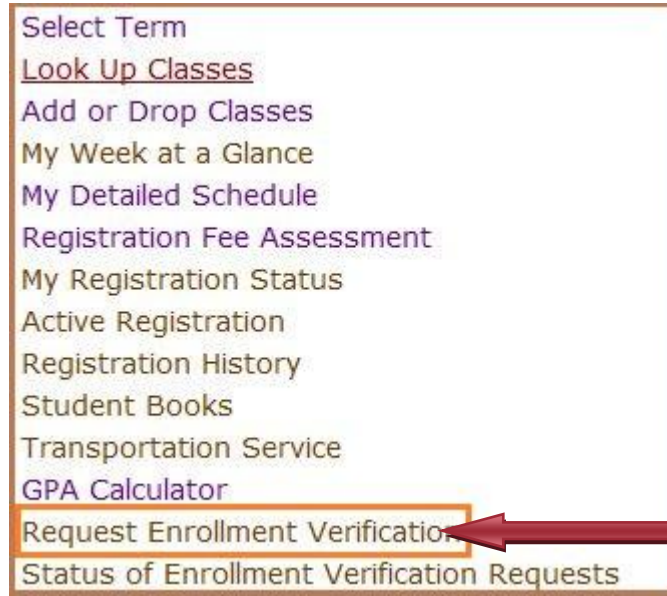 Select Term
Look Up Classes
Add or Drop Classes
My Week at a Glance
My Detailed Schedule
Registration Fee Assessment
My Registration Status
Active Registration
Registration History
Student Books
Transportation Service
GPA Calculator
Request Enrollment Verification
Status of Enrollment Verification Requests